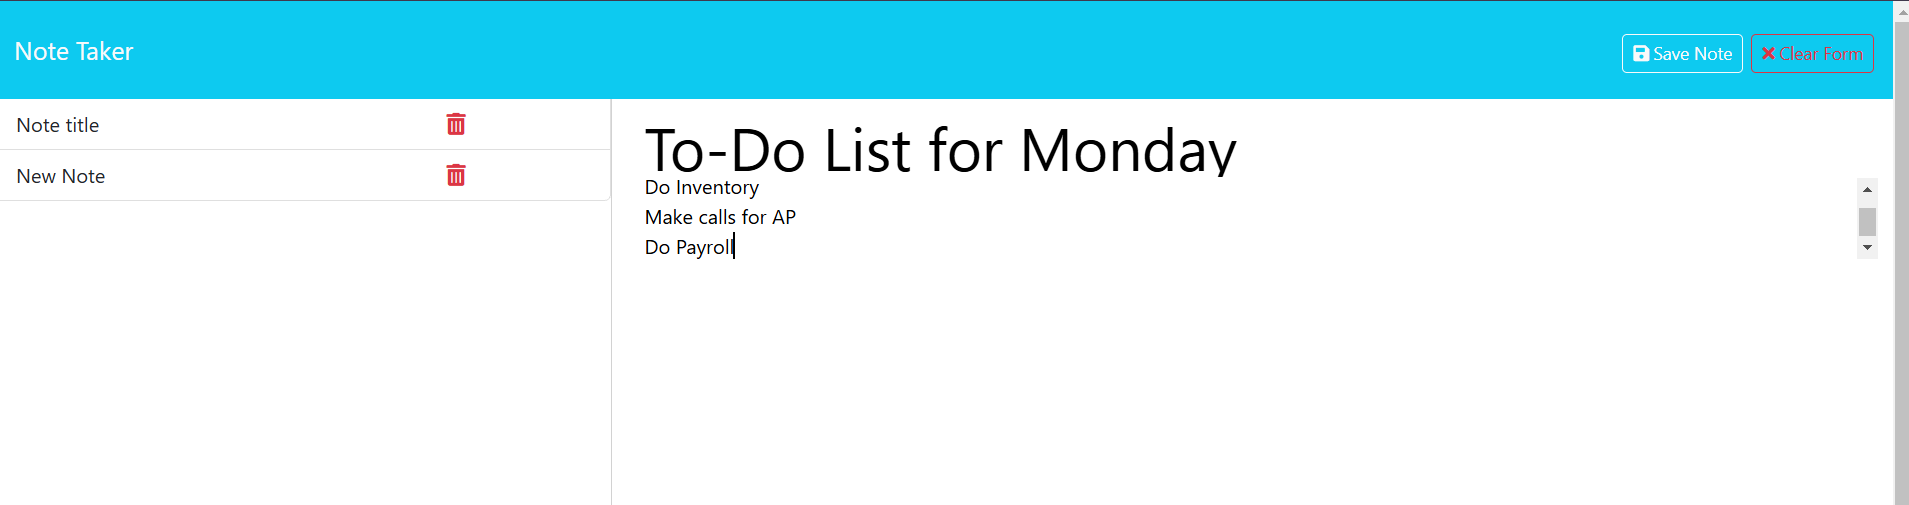 Note Taker
Save Note
Clear Form
Note title
New Note
To-Do List for Monday
Do Inventory
Make calls for AP
Do Payroll